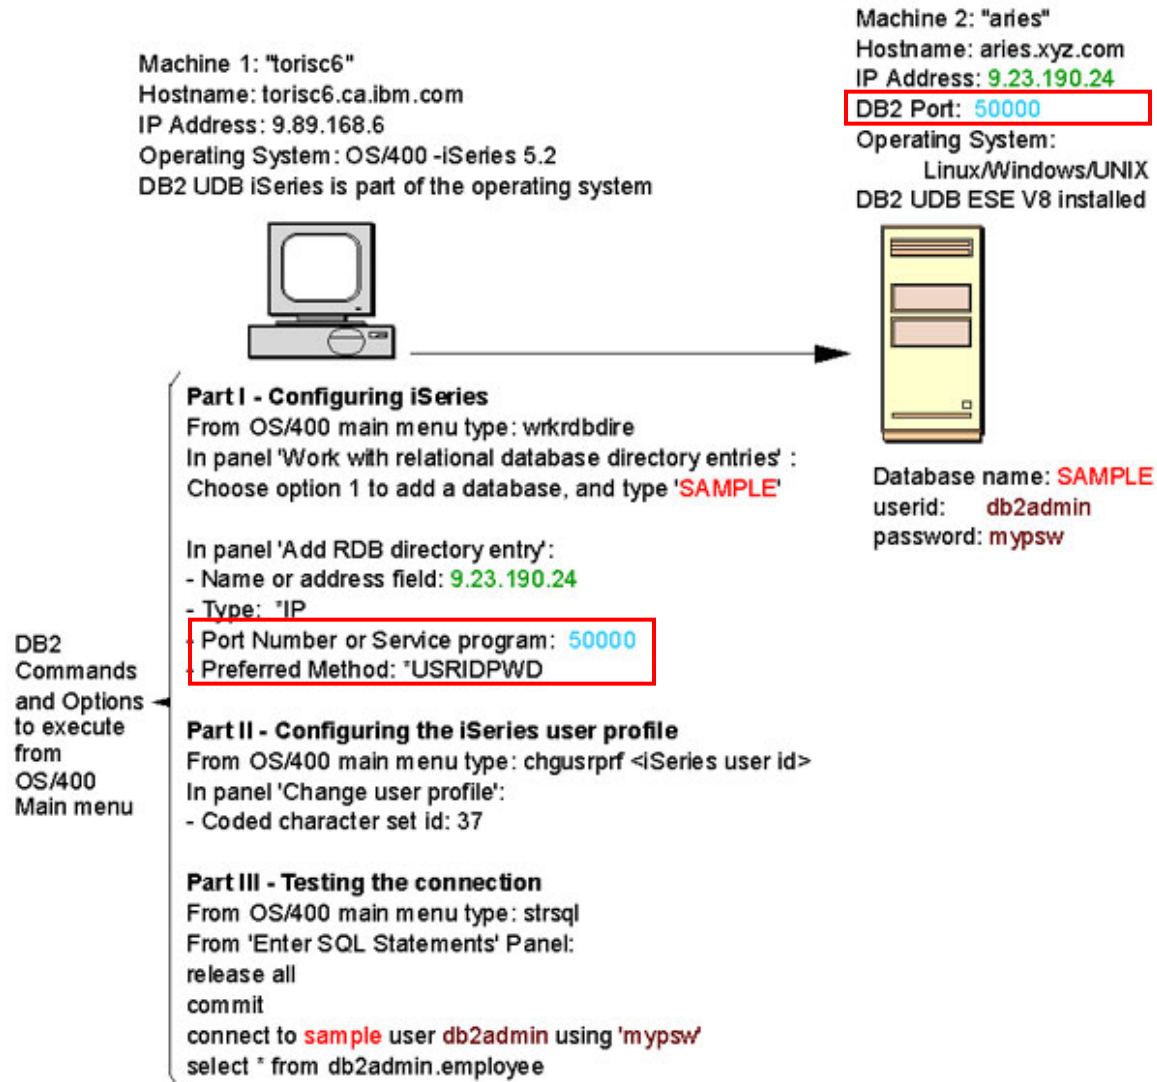 Machine 1: "torisc6"
Hostname: torisc6.ca.ibm.com
IP Address: 9.89.168.6
Operating System: OS/400 -iSeries 5.2
DB2 UDB iSeries is part of the operating system
Machine 2: "aries"
Hostname: aries.xyz.com
IP Address: 9.23.190.24
DB2 Port: 50000
Operating System:
Linux/Windows/UNIX
DB2 UDB ESE V8 installed
Database name: SAMPLE
userid: db2admin
password: mypsw
DB2
Commands
and Options
to execute
from
OS/400
Main menu
Part I - Configuring iSeries
From OS/400 main menu type: wrkrdbdire
In panel 'Work with relational database directory entries' :
Choose option 1 to add a database, and type 'SAMPLE'
In panel 'Add RDB directory entry':
- Name or address field: 9.23.190.24
- Type: *IP
- Port Number or Service program: 50000
- Preferred Method: *USRIDPWD
Part II - Configuring the iSeries user profile
From OS/400 main menu type: chgusrprf <iSeries user id>
In panel 'Change user profile':
- Coded character set id: 37
Part III - Testing the connection
From OS/400 main menu type: strsql
From 'Enter SQL Statements' Panel:
release all
commit
connect to sample user db2admin using 'mypsw'
select * from db2admin.employee